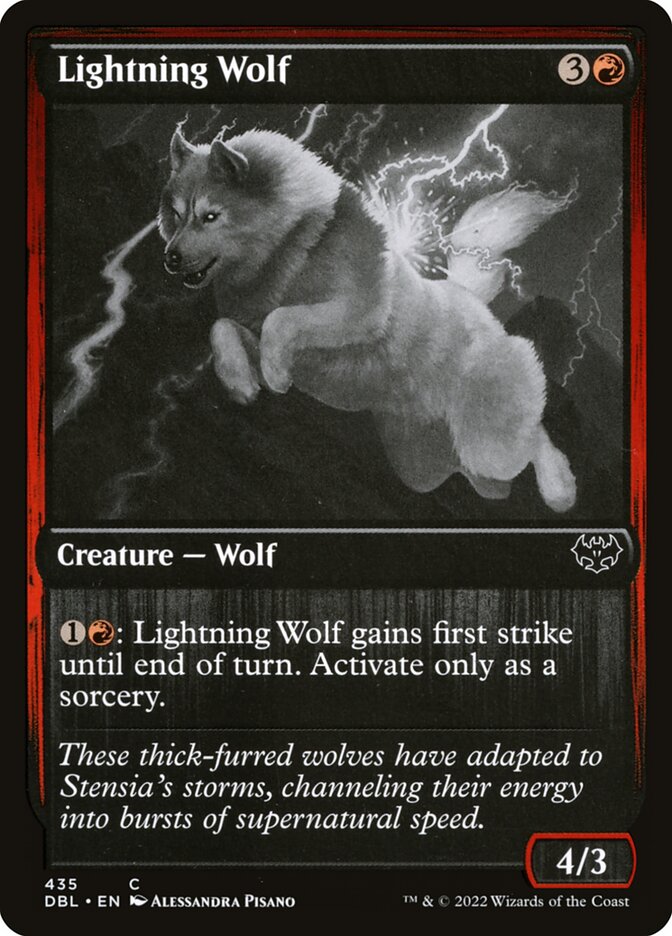 Lightning Wolf 3
Creature — Wolf
1: Lightning Wolf gains first strike
until end of turn. Activate only as a
sorcery.
These thick-furred wolves have adapted to
Stensia's storms, channeling their energy
into bursts of supernatural speed.
4/3
435 C
DBL • EN Alessandra Pisano ™ & © 2022 Wizards of the Coast